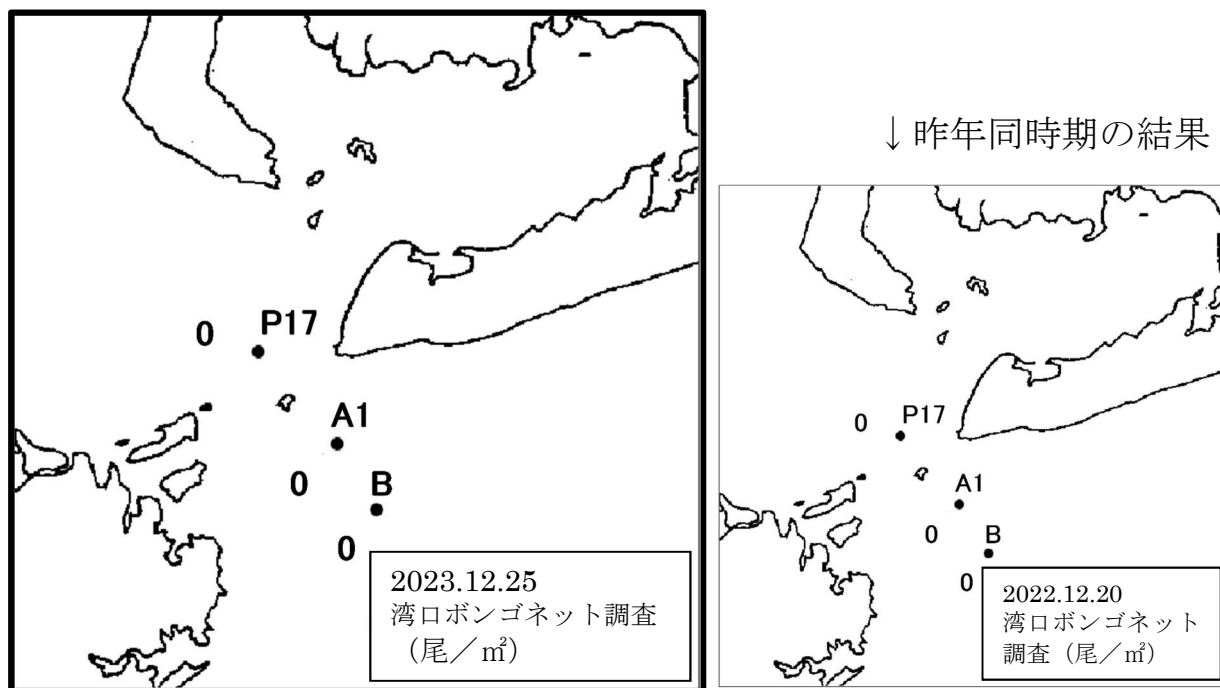 P17
0
A1
0
B
0
2023.12.25
湾口ボンゴネット調査
（尾／㎡）
↓昨年同時期の結果
P17
0
A1
0
B
0
2022.12.20
湾口ボンゴネット
調査（尾／㎡）